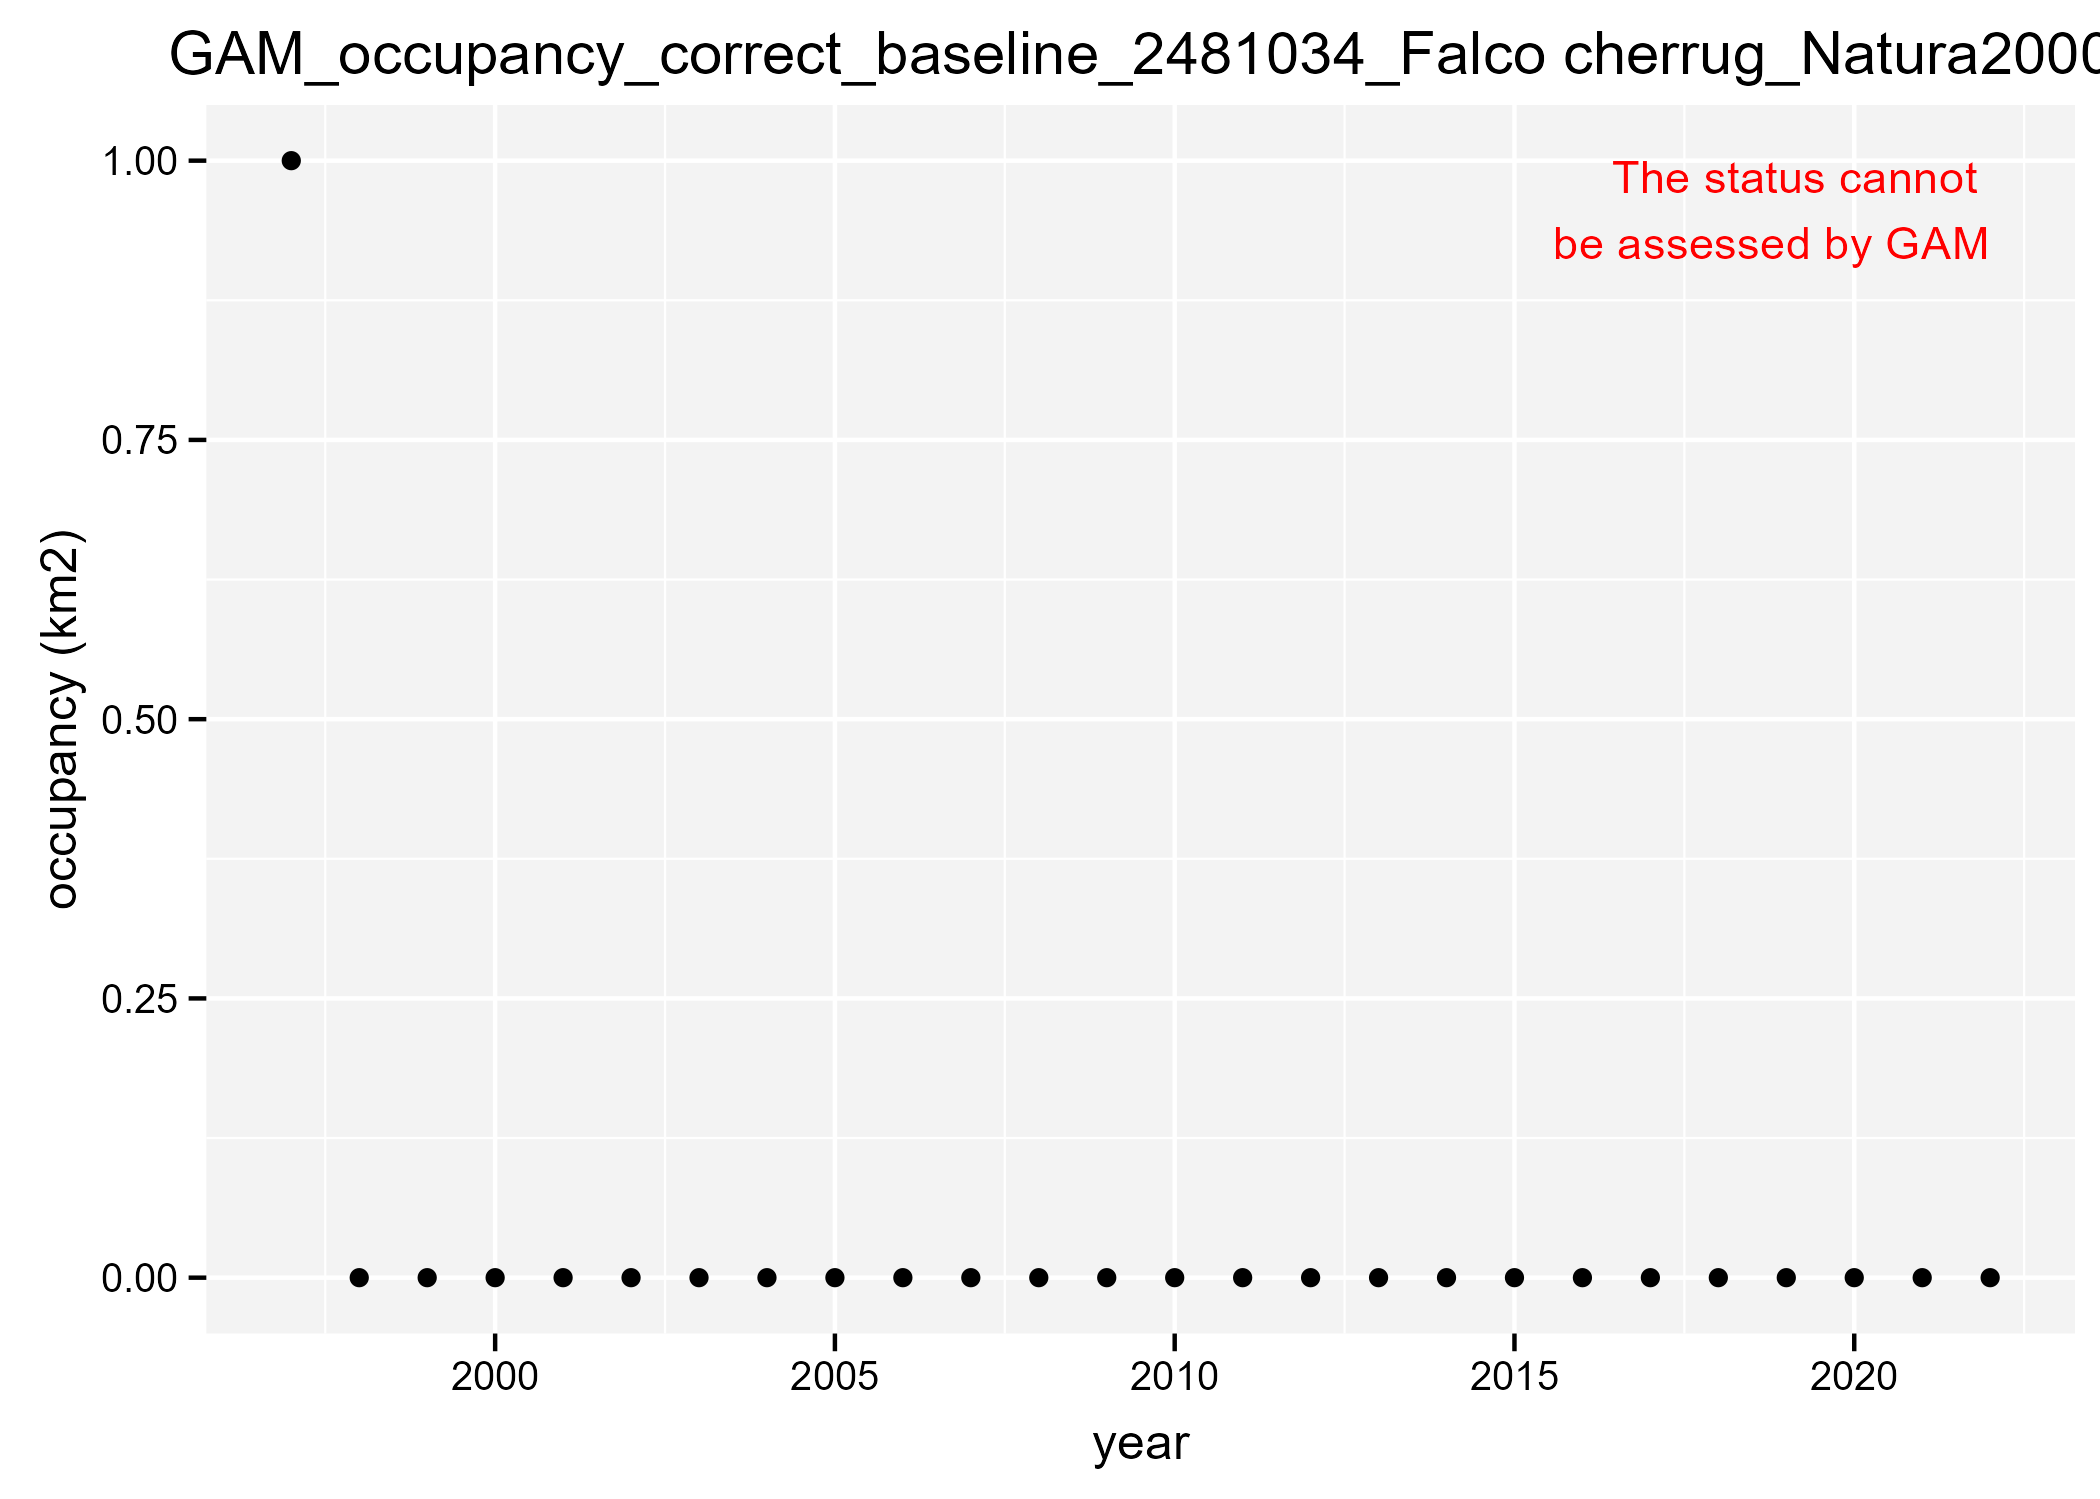 GAM_occupancy_correct_baseline_2481034_Falco cherrug_Natura2000
The status cannot
be assessed by GAM
1.00
0.75
0.50
0.25
0.00
occupancy (km2)
2000
2005
2010
2015
2020
year